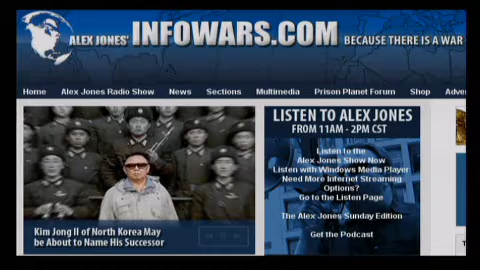 ALEX JONES' INFOWARS.COM BECAUSE THERE IS A WAR
Home Alex Jones Radio Show News Sections Multimedia Prison Planet Forum Shop Adver
LISTEN TO ALEX JONES
FROM 11AM - 2PM CST
Listen to the
Alex Jones Show Now
Listen with Windows Media Player
Need More Internet Streaming
Options?
Go to the Listen Page
The Alex Jones Sunday Edition
Get the Podcast
Kim Jong Il of North Korea May
be About to Name His Successor
T